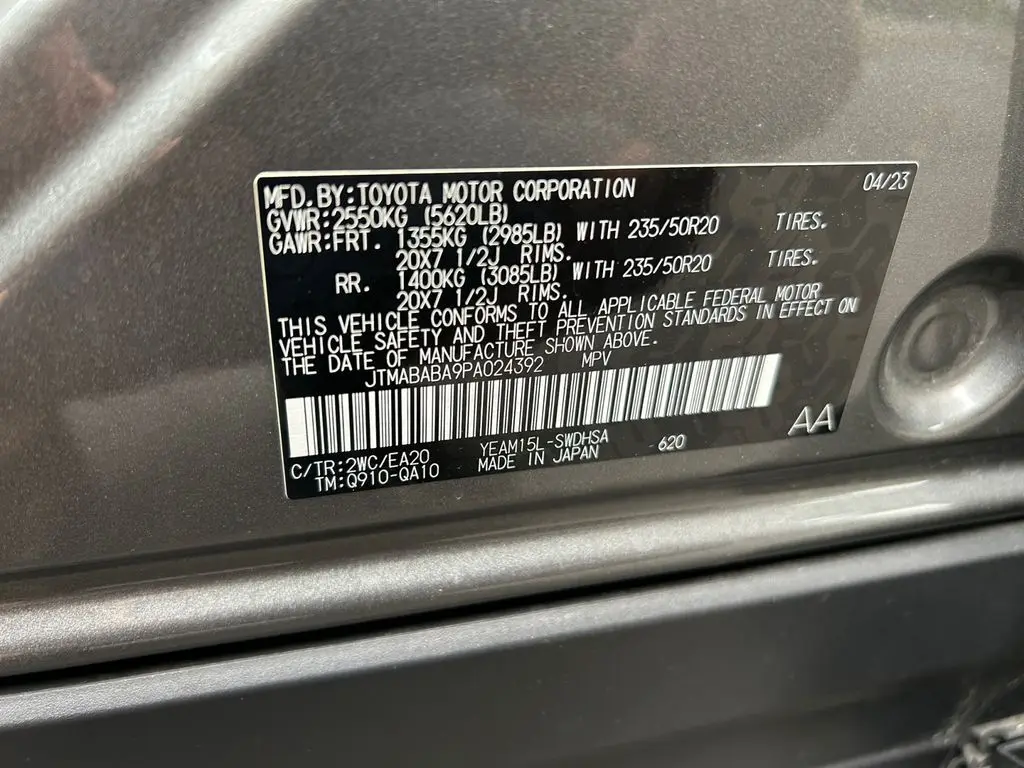 MFD.BY:TOYOTA MOTOR CORPORATION 04/23
GVWR:2550KG (5620LB)
GAWR:FRT. 1355KG (2985LB) WITH 235/50R20 TIRES.
20X7 1/2J RIMS.
RR. 1400KG (3085LB) WITH 235/50R20 TIRES.
20X7 1/2J RIMS.
THIS VEHICLE CONFORMS TO ALL APPLICABLE FEDERAL MOTOR
VEHICLE SAFETY AND THEFT PREVENTION STANDARDS IN EFFECT ON
THE DATE OF MANUFACTURE SHOWN ABOVE.
JTMABABA9PA024392 MPV
AA
C/TR:2WC/EA20 YEAM15L-SWDHSA 620
TM:Q910-QA10 MADE IN JAPAN